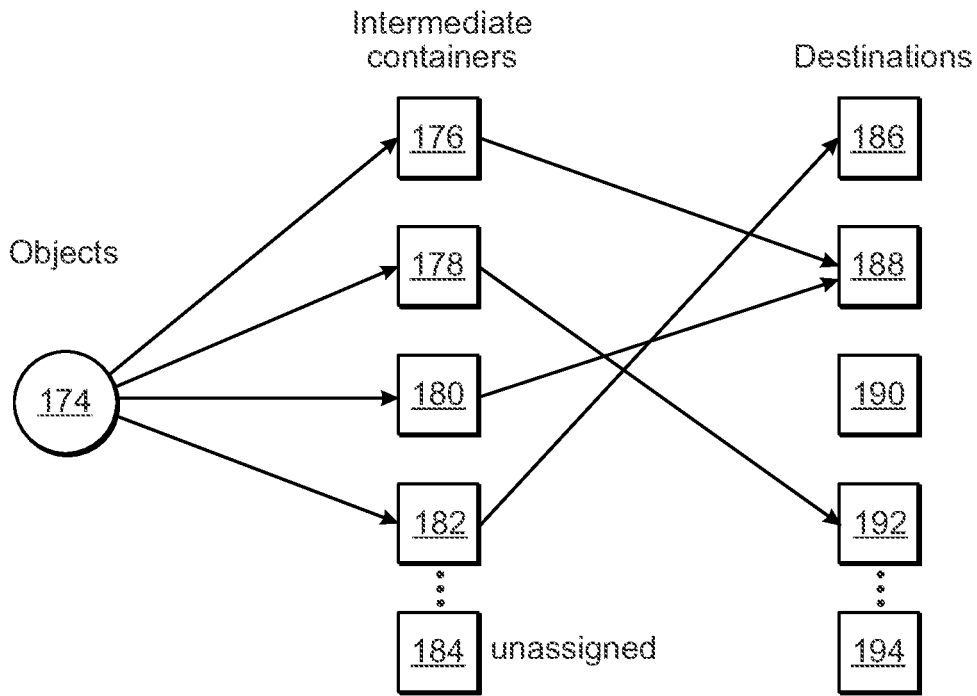 Intermediate
containers
Destinations
176
186
Objects
178
188
174
180
190
182
192
184 unassigned
194